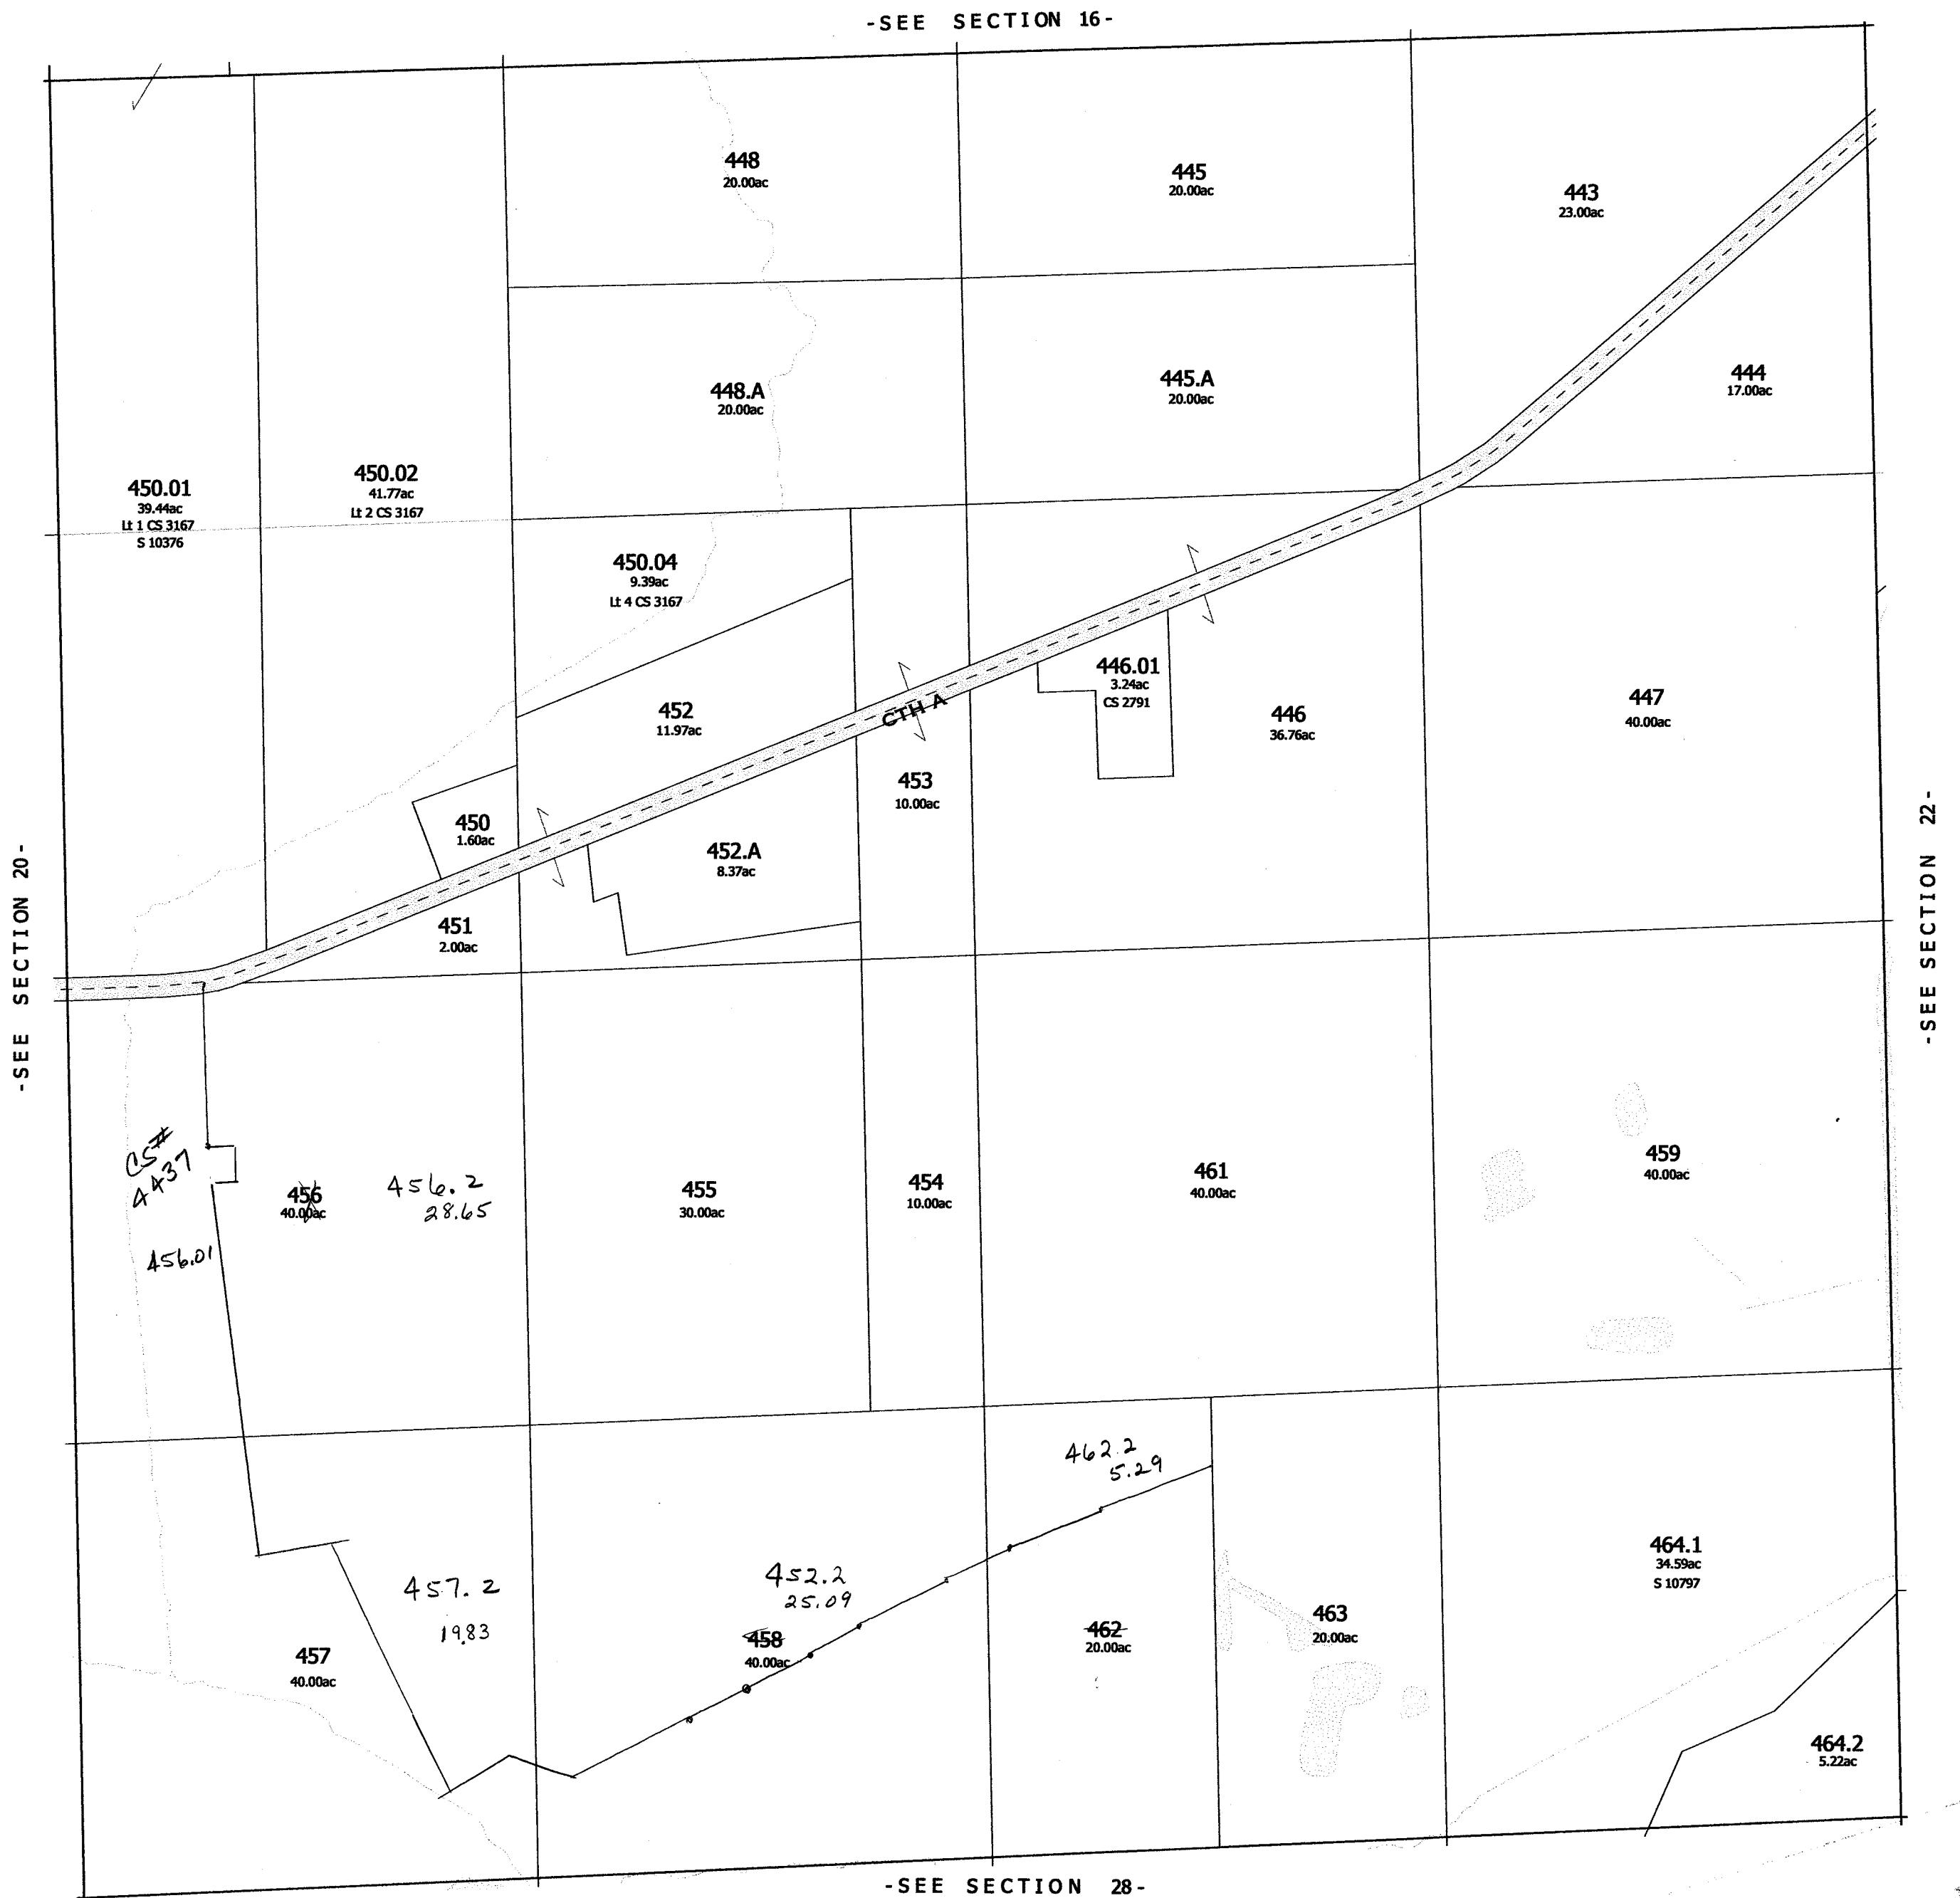 -SEE SECTION 16-
448
20.00ac
445
20.00ac
443
23.00ac
448.A
20.00ac
445.A
20.00ac
444
17.00ac
450.01
39.44ac
Lt 1 CS 3167
S 10376
450.02
41.77ac
Lt 2 CS 3167
450.04
9.39ac
Lt 4 CS 3167
452
11.97ac
CTH A
446.01
3.24ac
CS 2791
446
36.76ac
447
40.00ac
453
10.00ac
450
1.60ac
452.A
8.37ac
451
2.00ac
-SEE SECTION 20-
-SEE SECTION 22-
CS#
4437
456.01
456
40.00ac
456.2
28.65
455
30.00ac
454
10.00ac
461
40.00ac
459
40.00ac
462.2
5.29
457.2
19.83
452.2
25.09
458
40.00ac
457
40.00ac
462
20.00ac
463
20.00ac
464.1
34.59ac
S 10797
464.2
5.22ac
-SEE SECTION 28-